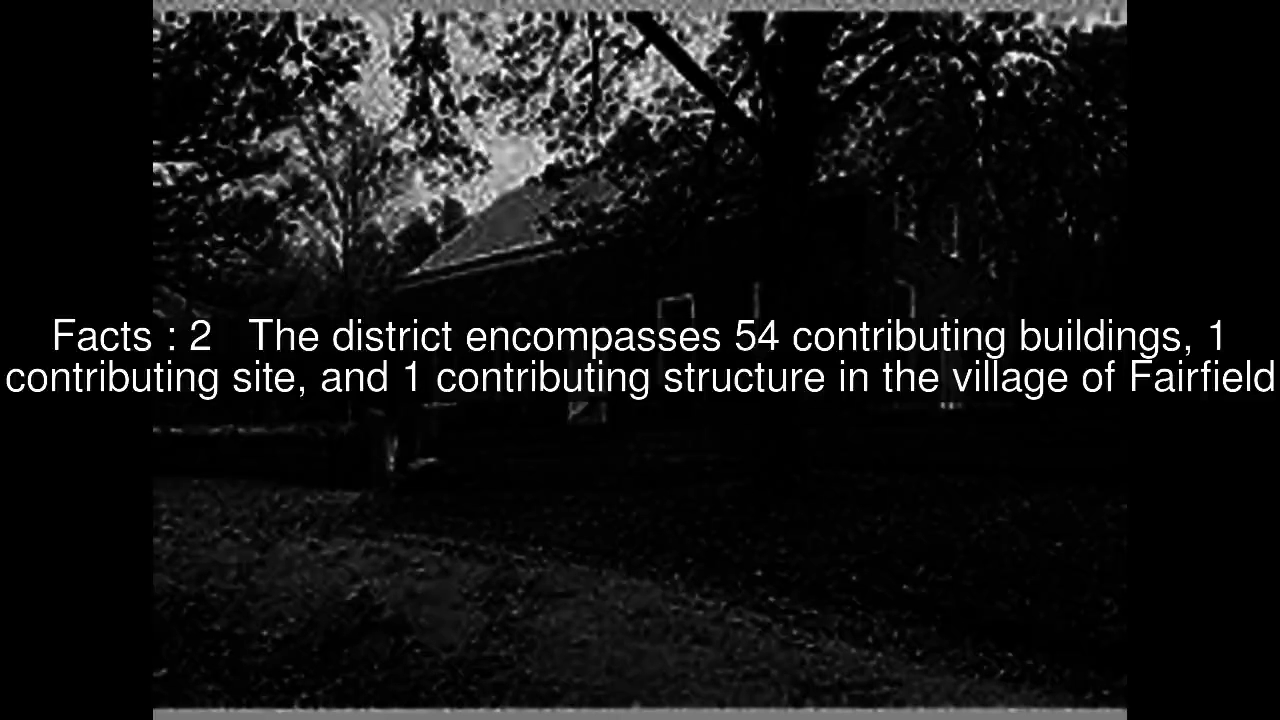 Facts : 2   The district encompasses 54 contributing buildings, 1
contributing site, and 1 contributing structure in the village of Fairfield